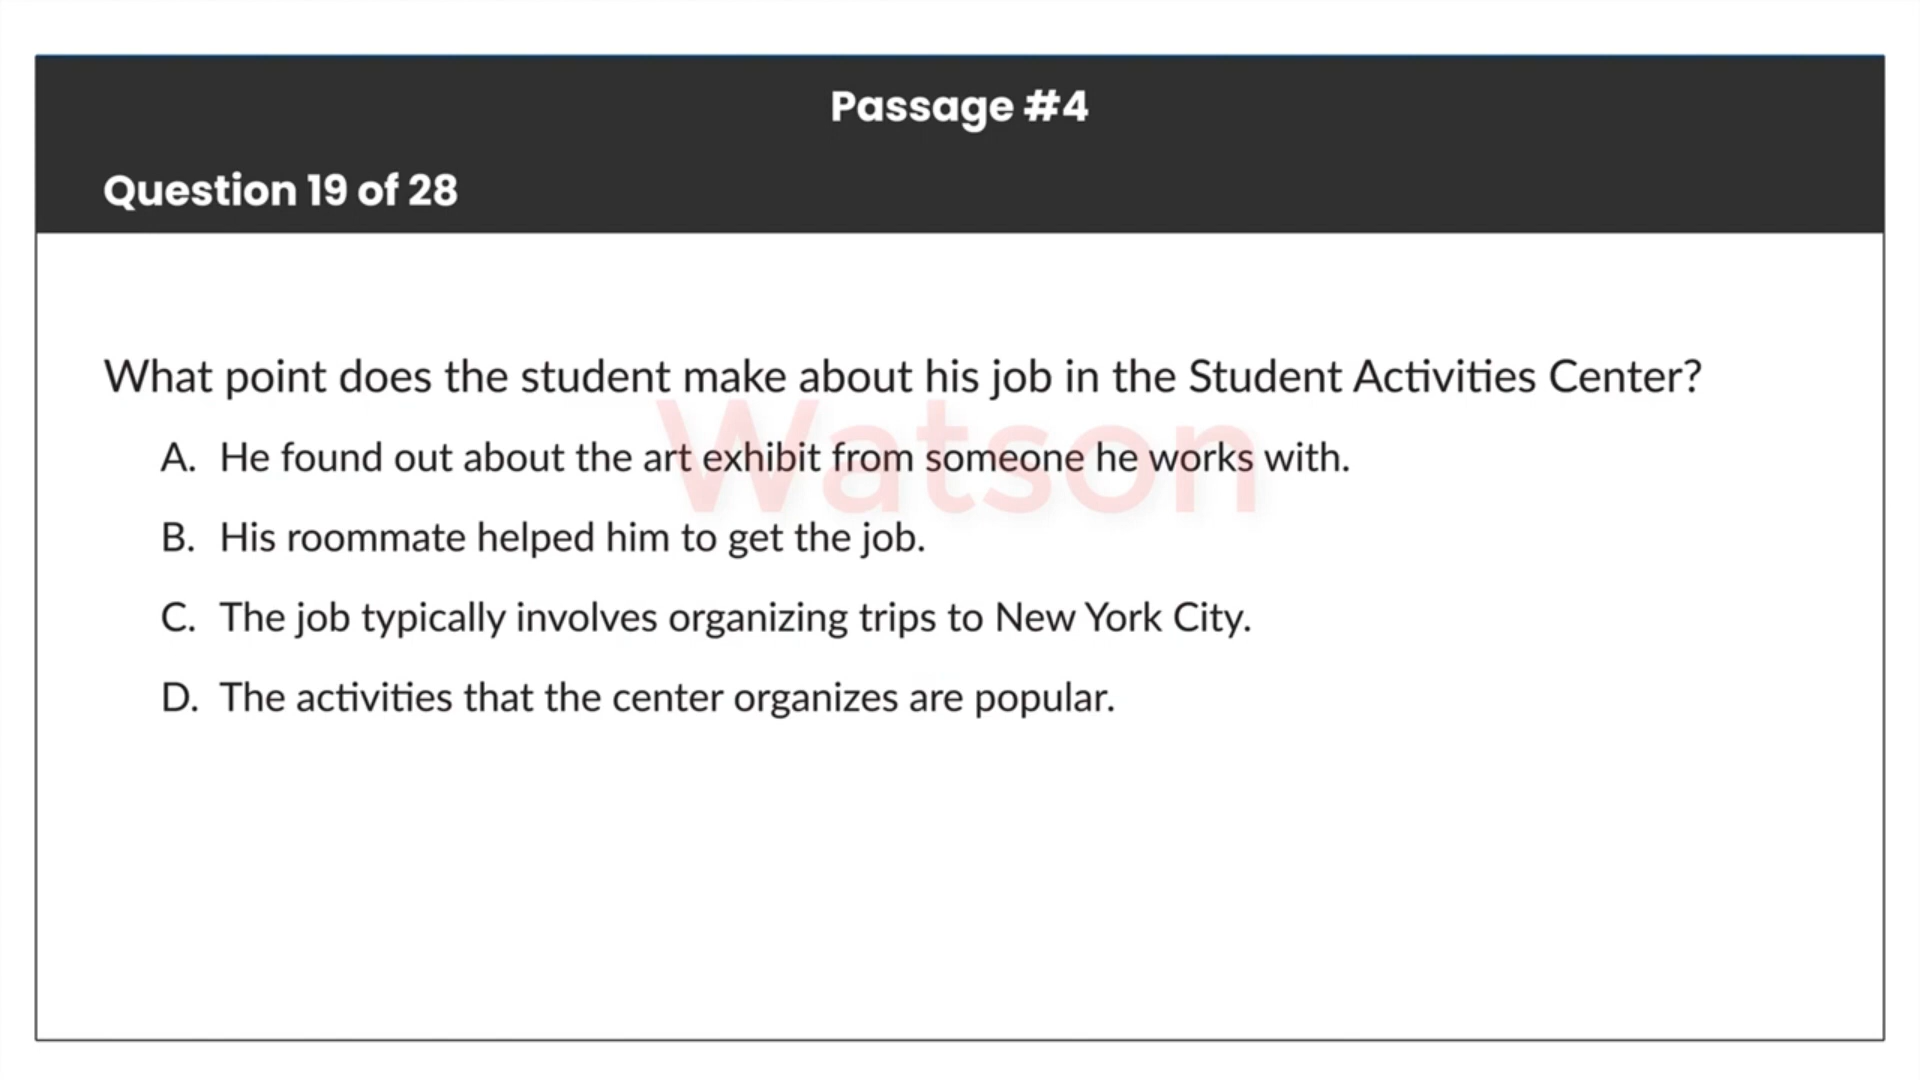 Passage #4
Question 19 of 28
What point does the student make about his job in the Student Activities Center?
Watson
A. He found out about the art exhibit from someone he works with.
B. His roommate helped him to get the job.
C. The job typically involves organizing trips to New York City.
D. The activities that the center organizes are popular.